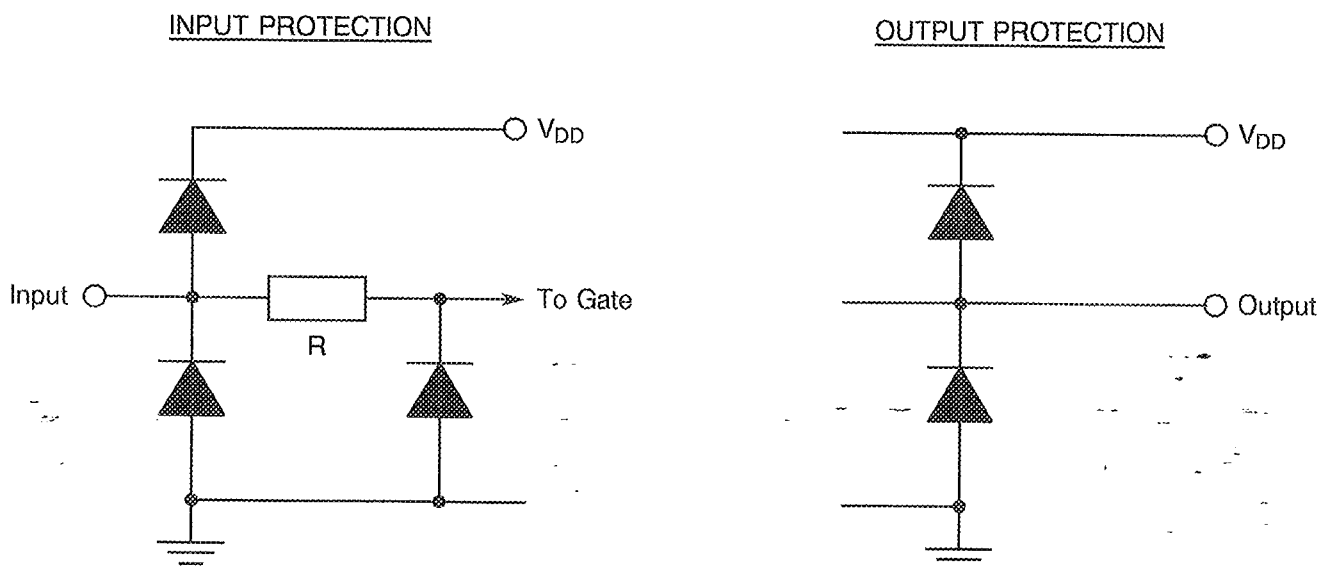 INPUT PROTECTION
VDD
Input
To Gate
R
OUTPUT PROTECTION
VDD
Output